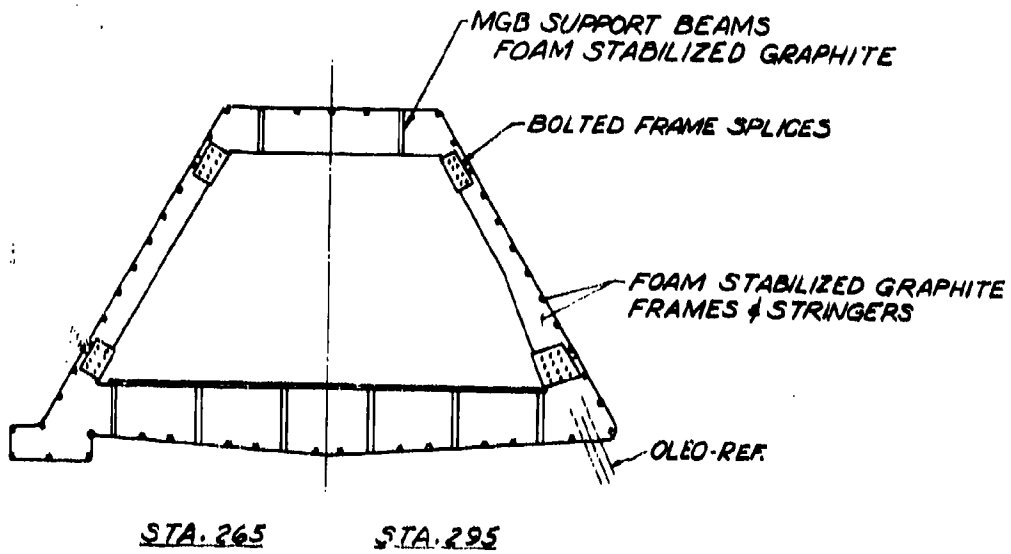 MGB SUPPORT BEAMS
FOAM STABILIZED GRAPHITE
BOLTED FRAME SPLICES
FOAM STABILIZED GRAPHITE
FRAMES & STRINGERS
OLEO-REF.
STA. 265
STA. 295